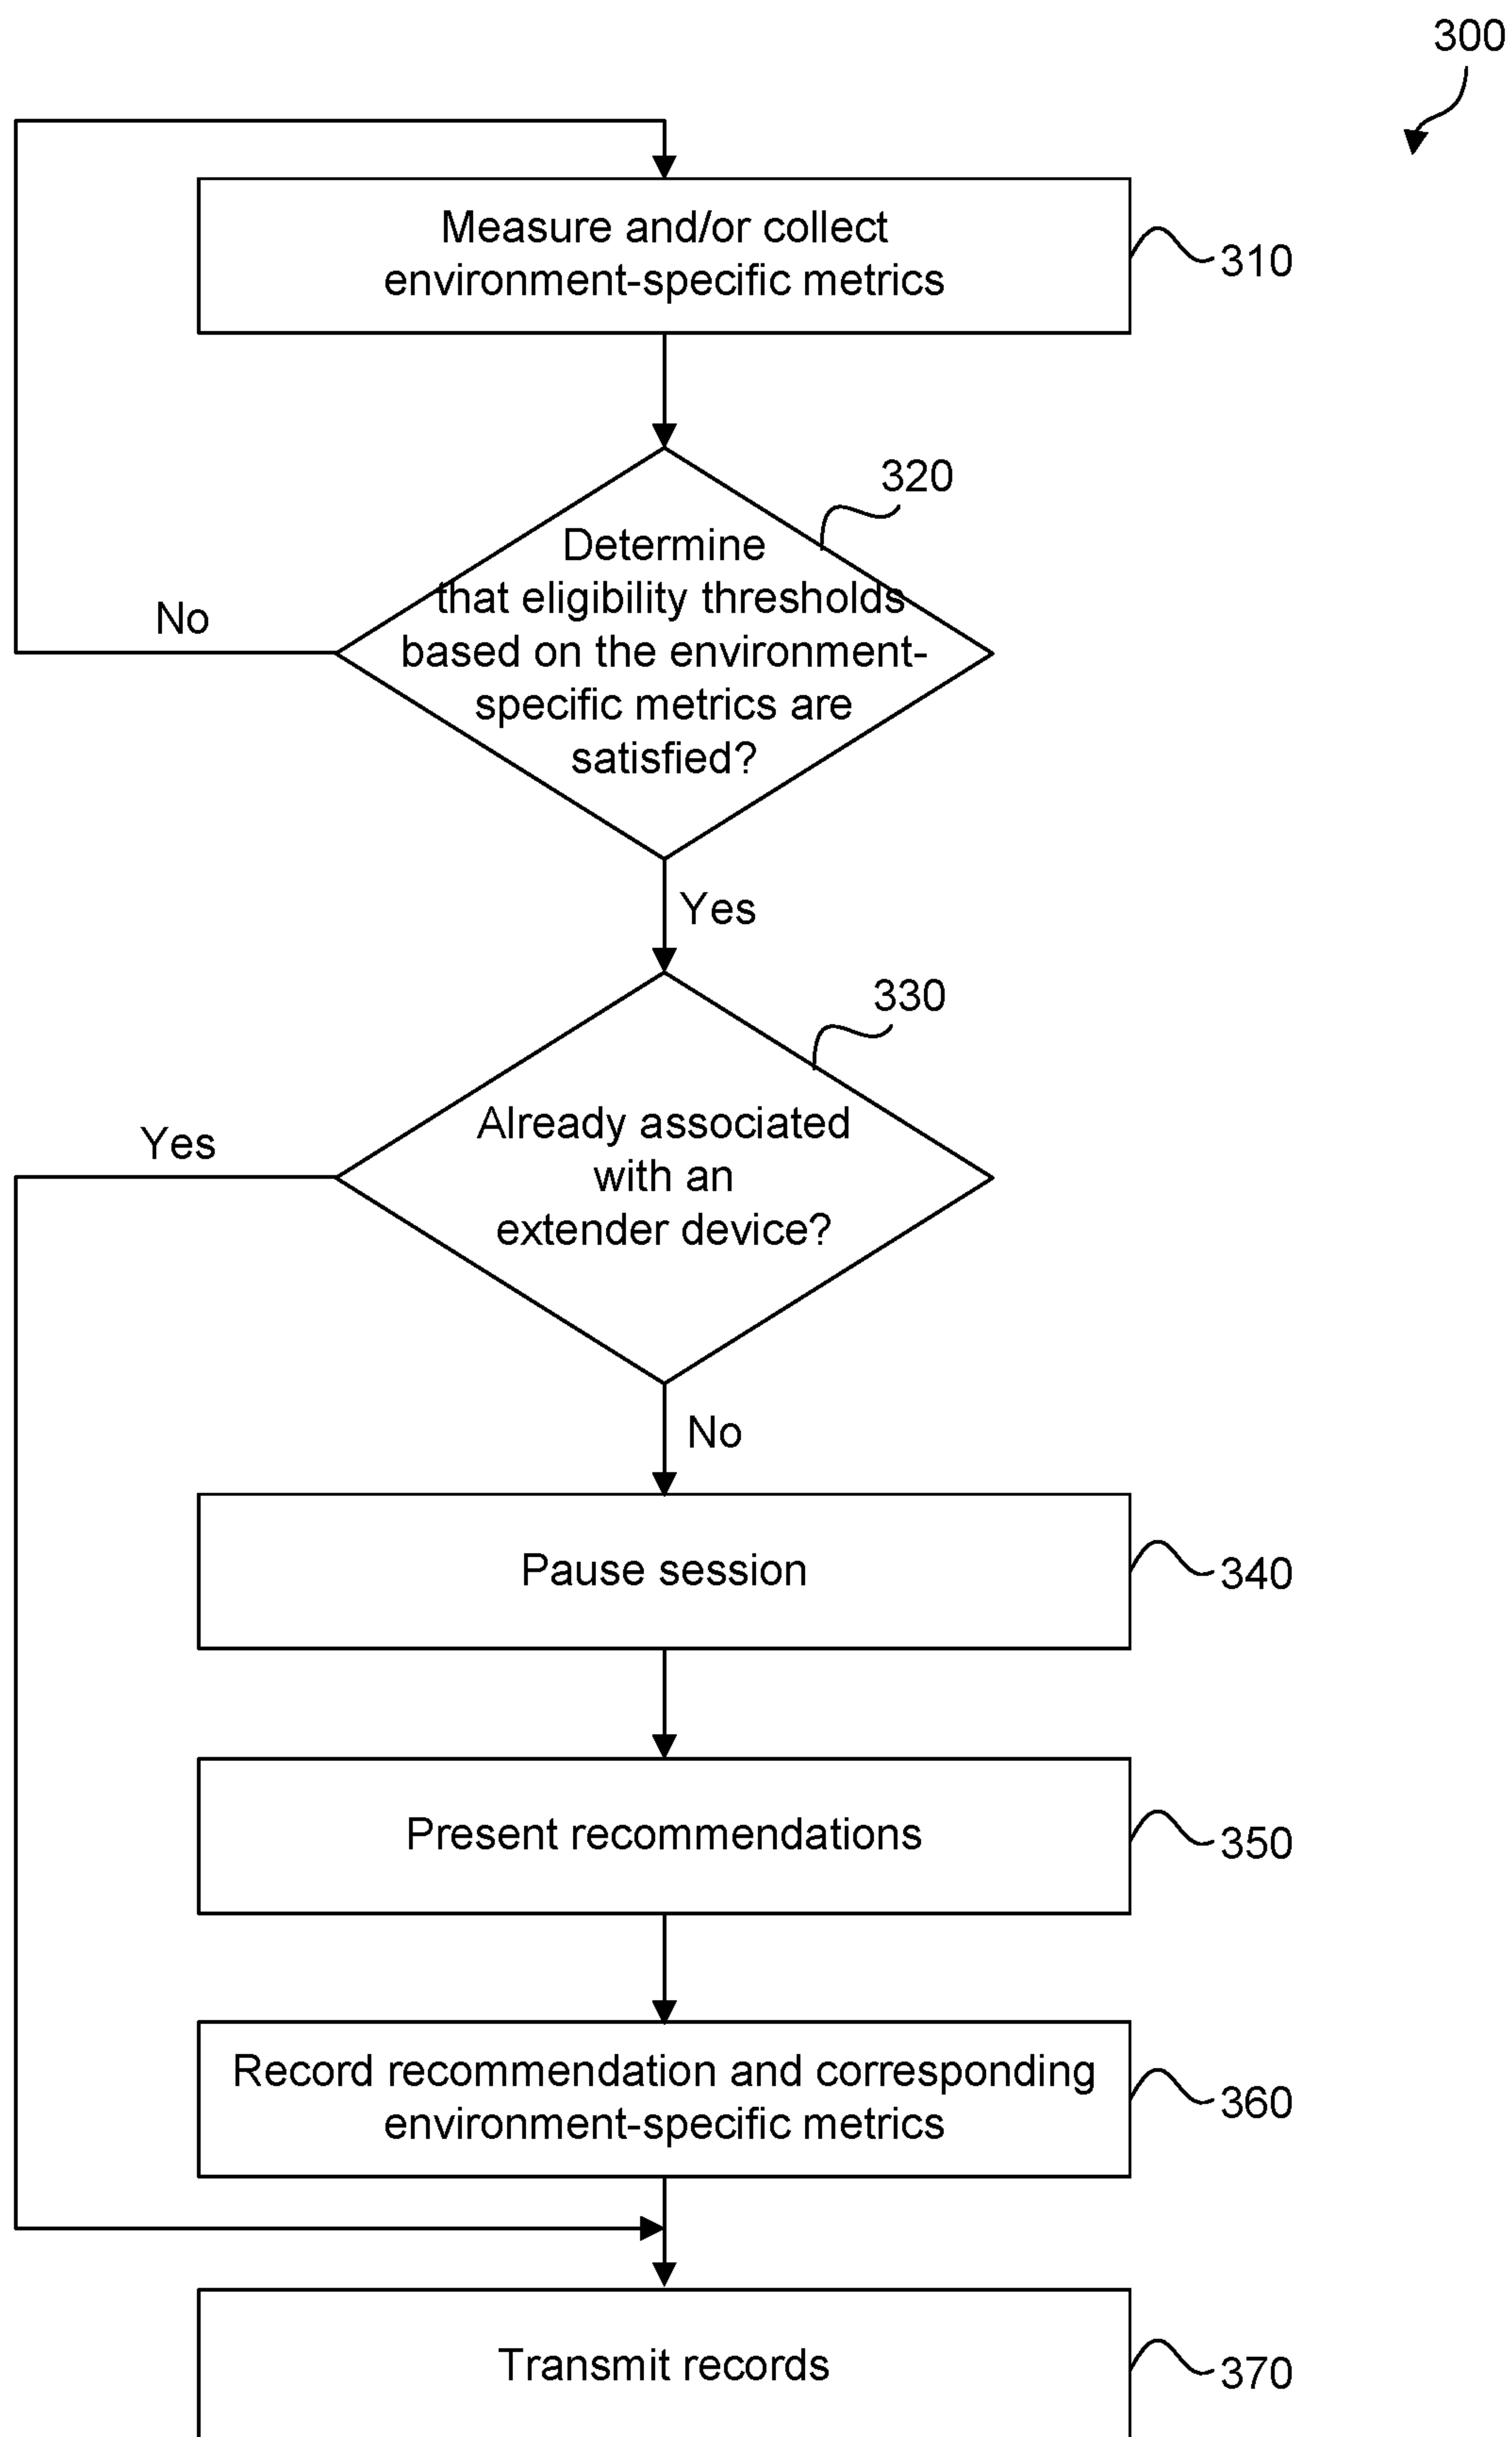 300
Measure and/or collect
environment-specific metrics
310
320
Determine
that eligibility thresholds
based on the environment-
specific metrics are
satisfied?
No
Yes
330
Already associated
with an
extender device?
Yes
No
Pause session
340
Present recommendations
350
Record recommendation and corresponding
environment-specific metrics
360
Transmit records
370